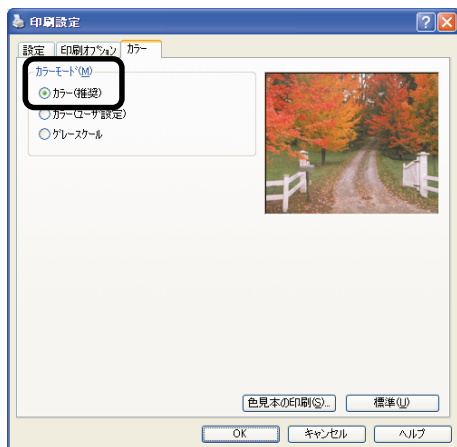 印刷設定
設定 印刷オプション カラー
カラーモード(M)
カラー(推奨)
カラー(ユーザ設定)
グレースケール
色見本の印刷(S)... 標準(U)
OK キャンセル ヘルプ